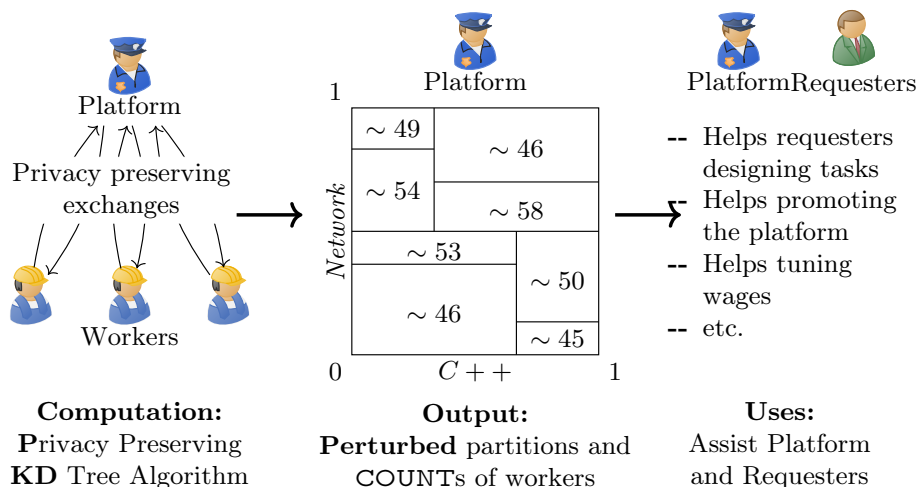 Platform
Privacy preserving
exchanges
Workers
Computation:
Privacy Preserving
KD Tree Algorithm
Platform
1
Network
∼ 49
∼ 46
∼ 54
∼ 58
∼ 53
∼ 50
∼ 46
∼ 45
0
C + +
1
Output:
Perturbed partitions and
COUNTs of workers
Platform
Requesters
-- Helps requesters
designing tasks
-- Helps promoting
the platform
-- Helps tuning
wages
-- etc.
Uses:
Assist Platform
and Requesters